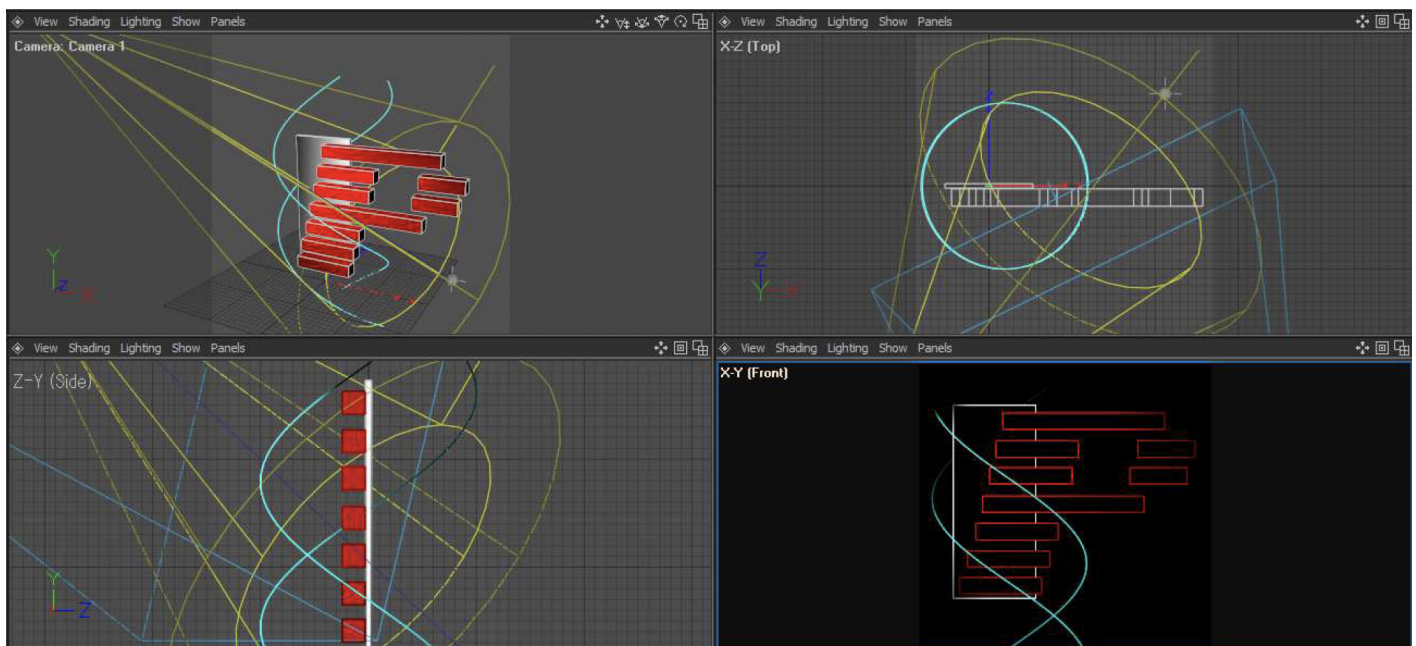 View Shading Lighting Show Panels
Camera: Camera 1
Y
Z X
View Shading Lighting Show Panels
X-Z (Top)
Z
Z
Y X
View Shading Lighting Show Panels
Z-Y (Side)
Y
Z
View Shading Lighting Show Panels
X-Y (Front)